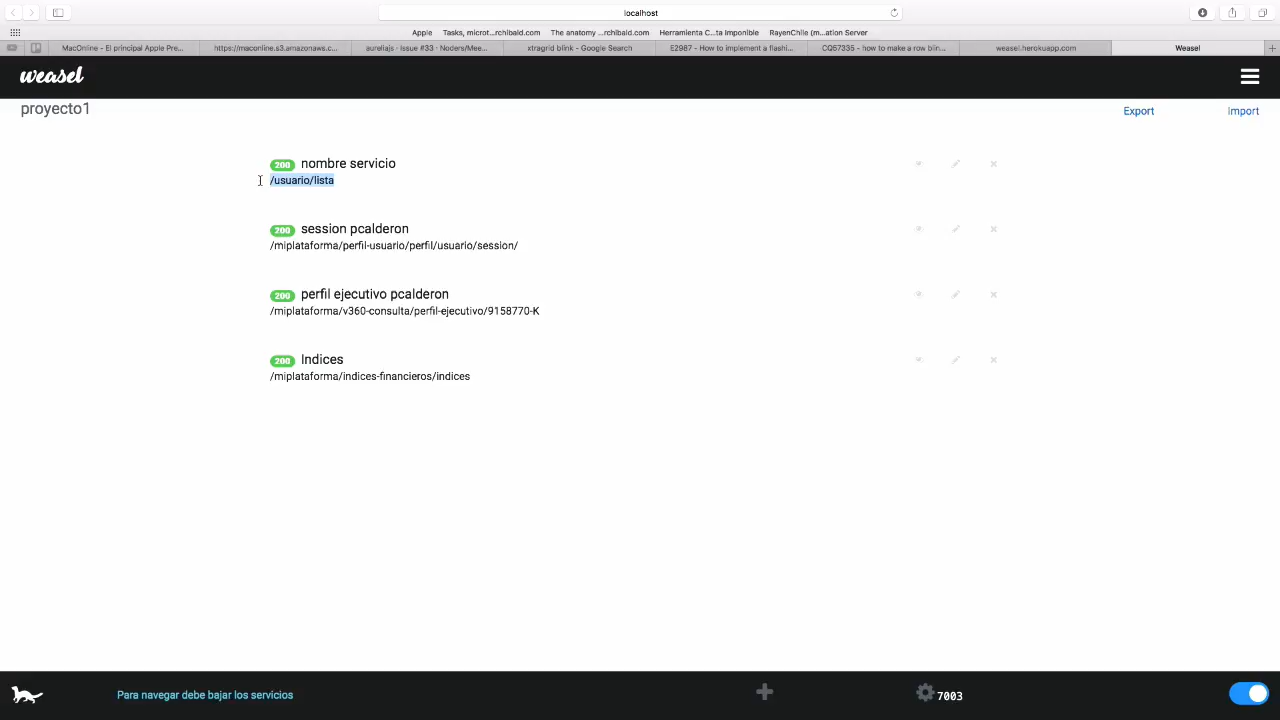 localhost
Apple Tasks, microt...rchibald.com The anatomy ...rchibald.com Herramienta C...ta Imponible RayenChile (m...ation Server
MacOnline - El principal Apple Pre... https://maconline.s3.amazonaws.c... aureliajs · Issue #33 · Noders/Mee... xtragrid blink - Google Search E2987 - How to implement a flashi... CQ57335 - how to make a row blin... weasel.herokuapp.com Weasel
weasel
proyecto1
Export Import
200 nombre servicio
/usuario/lista
200 session pcalderon
/miplataforma/perfil-usuario/perfil/usuario/session/
200 perfil ejecutivo pcalderon
/miplataforma/v360-consulta/perfil-ejecutivo/9158770-K
200 Indices
/miplataforma/indices-financieros/indices
Para navegar debe bajar los servicios 7003